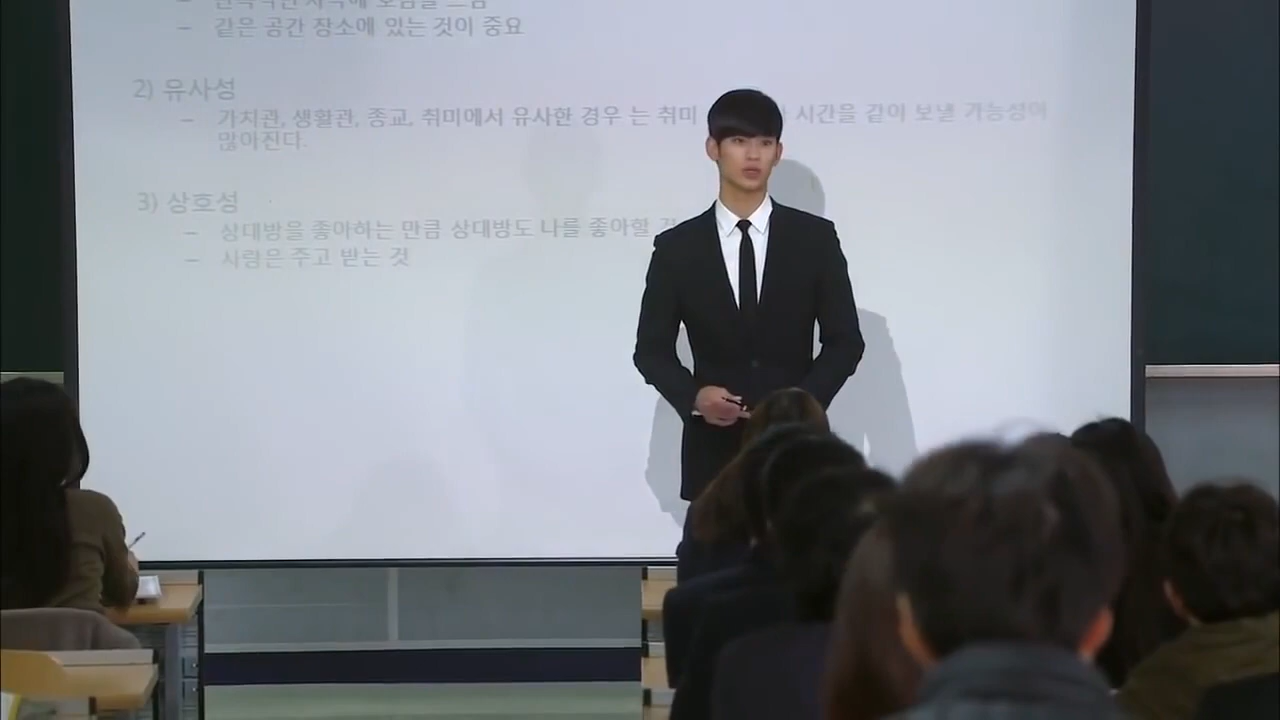 - 같은 공간 장소에 있는 것이 중요
2) 유사성
- 가치관, 생활관, 종교, 취미에서 유사한 경우 는 취미 시간을 같이 보낼 가능성이
많아진다.
3) 상호성
- 상대방을 좋아하는 만큼 상대방도 나를 좋아할
- 사랑은 주고 받는 것